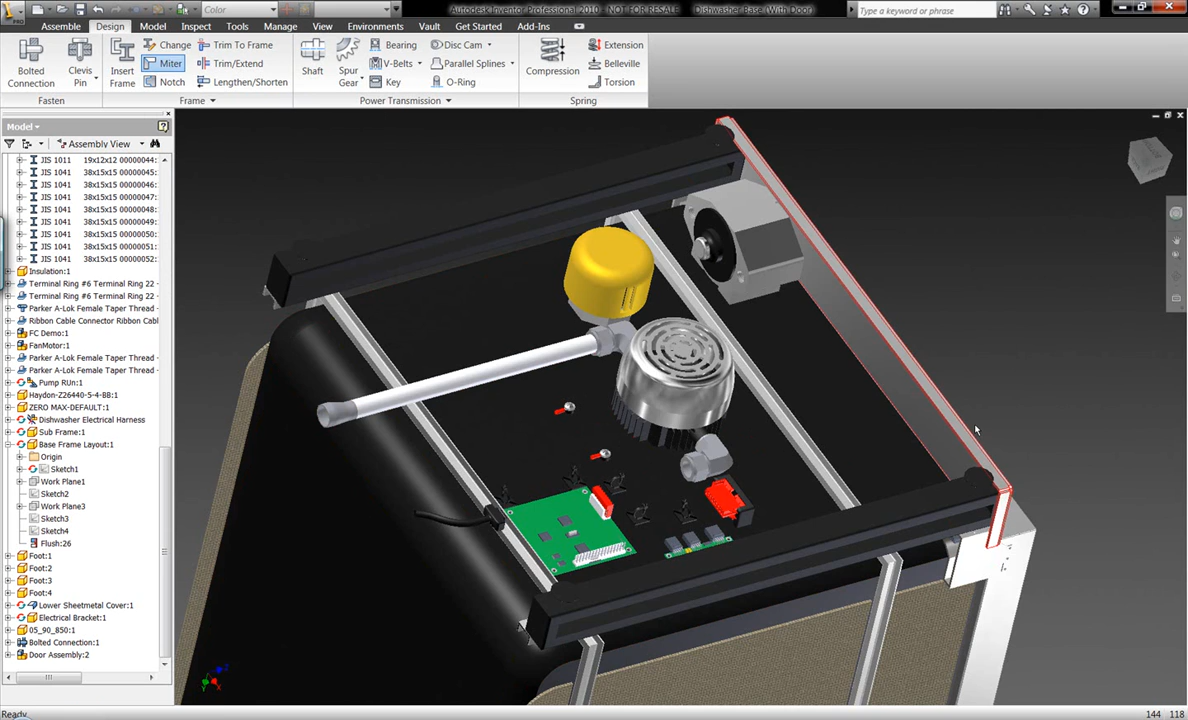 Autodesk Inventor Professional 2010 - NOT FOR RESALE Dishwasher Base (With Door
Color
Type a keyword or phrase
PRO
Assemble Design Model Inspect Tools Manage View Environments Vault Get Started Add-Ins
Bolted Connection
Clevis Pin
Fasten
Insert Frame
Change
Miter
Notch
Trim To Frame
Trim/Extend
Lengthen/Shorten
Frame
Shaft
Spur Gear
Bearing
V-Belts
Key
Disc Cam
Parallel Splines
O-Ring
Power Transmission
Compression
Extension
Belleville
Torsion
Spring
Model
Assembly View
JIS 1011 19x12x12 00000044:
JIS 1041 38x15x15 00000045:
JIS 1041 38x15x15 00000046:
JIS 1041 38x15x15 00000047:
JIS 1041 38x15x15 00000048:
JIS 1041 38x15x15 00000049:
JIS 1041 38x15x15 00000050:
JIS 1041 38x15x15 00000051:
JIS 1041 38x15x15 00000052:
Insulation:1
Terminal Ring #6 Terminal Ring 22 -
Terminal Ring #6 Terminal Ring 22 -
Parker A-Lok Female Taper Thread -
Ribbon Cable Connector Ribbon Cab
FC Demo:1
FanMotor:1
Parker A-Lok Female Taper Thread -
Parker A-Lok Female Taper Thread -
Pump RUn:1
Haydon-Z26440-5-4-BB:1
ZERO MAX-DEFAULT:1
Dishwasher Electrical Harness
Sub Frame:1
Base Frame Layout:1
Origin
Sketch1
Work Plane1
Sketch2
Work Plane3
Sketch3
Sketch4
Flush:26
Foot:1
Foot:2
Foot:3
Foot:4
Lower Sheetmetal Cover:1
Electrical Bracket:1
05_90_850:1
Bolted Connection:1
Door Assembly:2
Ready
144 118